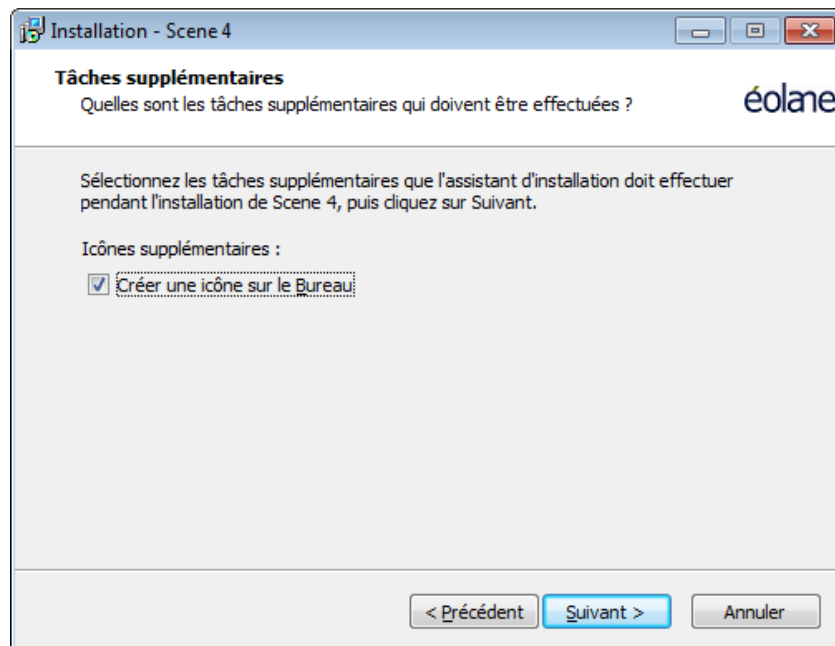 Installation - Scene 4
Tâches supplémentaires
Quelles sont les tâches supplémentaires qui doivent être effectuées ?
éolane
Sélectionnez les tâches supplémentaires que l'assistant d'installation doit effectuer
pendant l'installation de Scene 4, puis cliquez sur Suivant.
Icônes supplémentaires :
Créer une icône sur le Bureau
< Précédent
Suivant >
Annuler